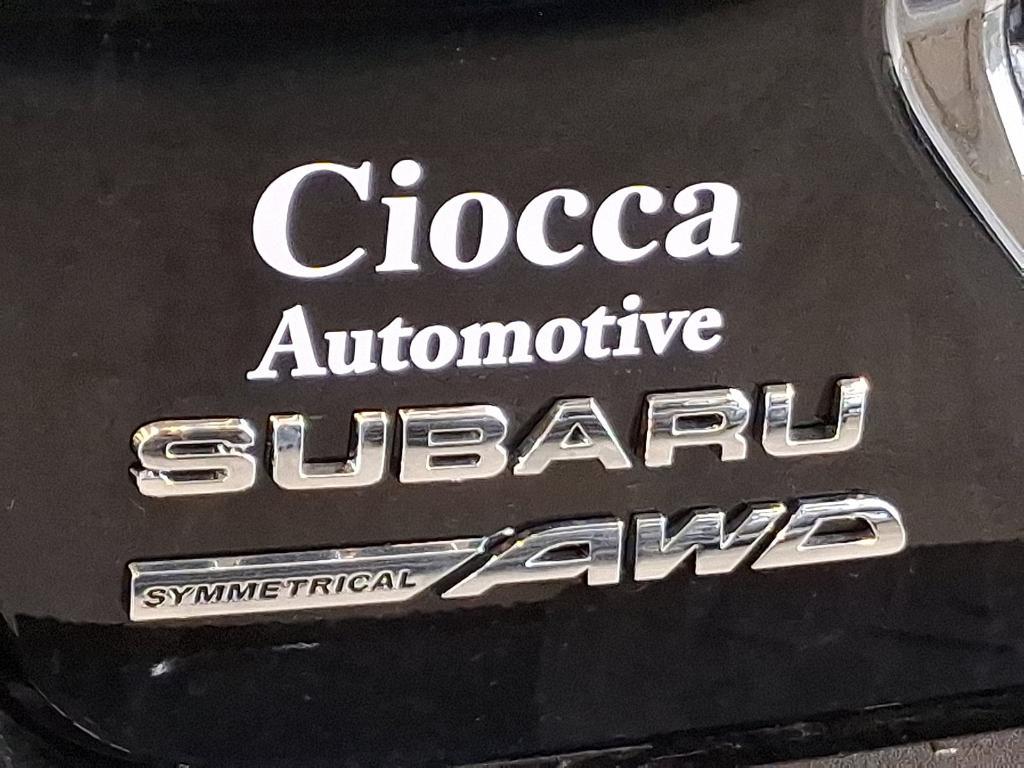 Ciocca
Automotive
SUBARU
SYMMETRICAL AWD